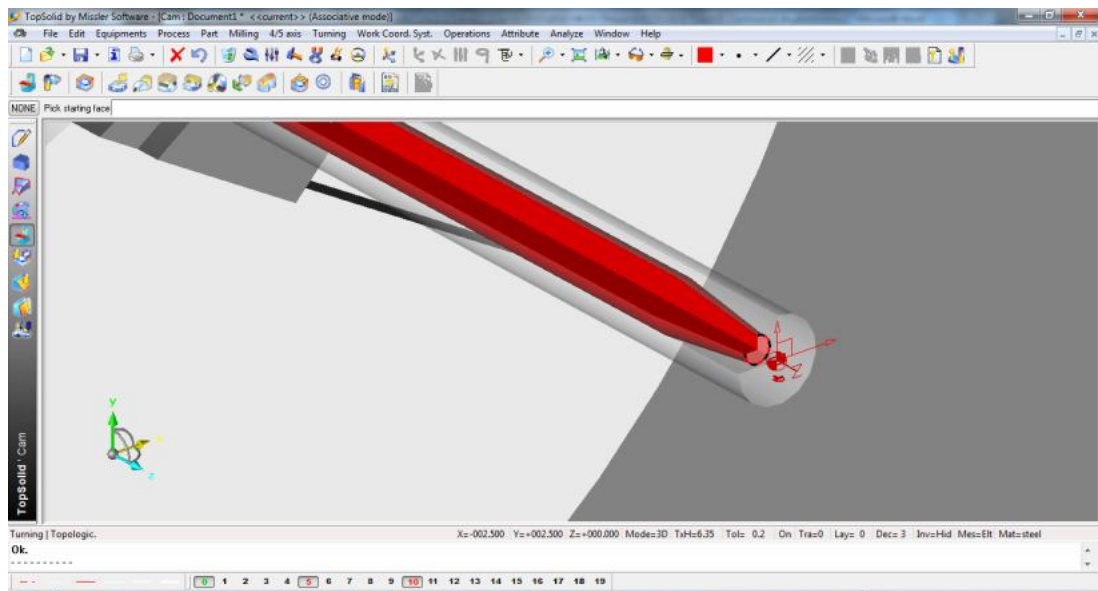 TopSolid by Missler Software - [Cam : Document1 * <<current>> (Associative mode)]
File Edit Equipments Process Part Milling 4/5 axis Turning Work Coord. Syst. Operations Attribute Analyze Window Help
NONE Pick starting face
y
x
z
TopSolid'Cam
Turning | Topologic. X=-002.500 Y=+002.500 Z=+000.000 Mode=3D TxH=6.35 Tol= 0.2 On Tra=0 Lay= 0 Dec= 3 Inv=Hid Mes=Elt Mat=steel
Ok.
----------
0 1 2 3 4 5 6 7 8 9 10 11 12 13 14 15 16 17 18 19